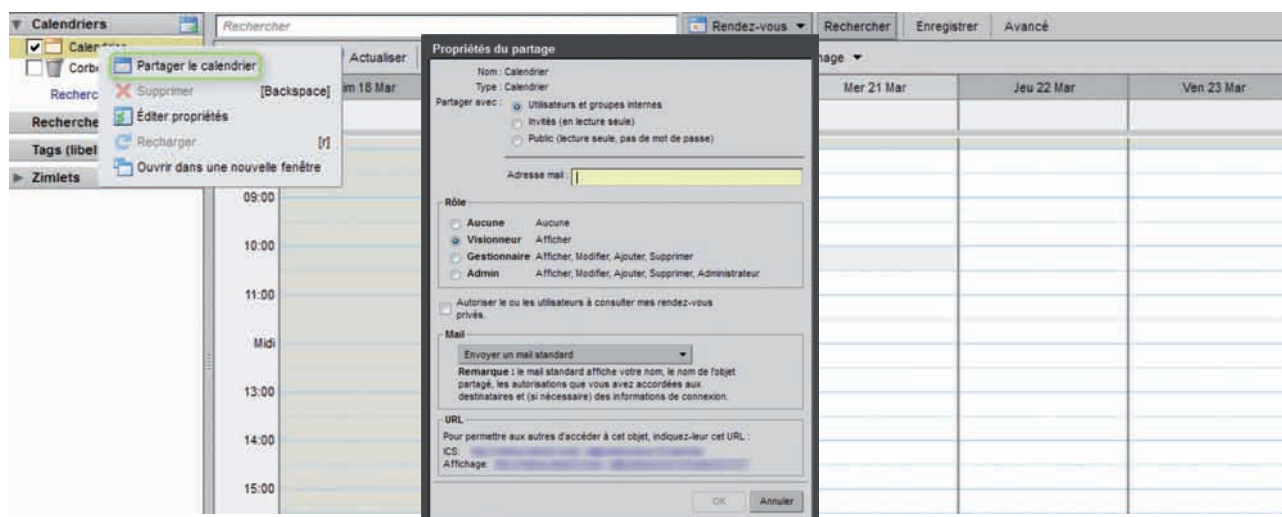 Calendriers
Rechercher
Rendez-vous
Rechercher
Enregistrer
Avancé
Calendrier
Corbe
Recherc
Recherche
Tags (libel
Zimlets
Partager le calendrier
Supprimer [Backspace]
Éditer propriétés
Recharger [r]
Ouvrir dans une nouvelle fenêtre
Actualiser
nage
im 18 Mar
Mer 21 Mar
Jeu 22 Mar
Ven 23 Mar
09:00
10:00
11:00
Midi
13:00
14:00
15:00
Propriétés du partage
Nom : Calendrier
Type : Calendrier
Partager avec : Utilisateurs et groupes internes
Invités (en lecture seule)
Public (lecture seule, pas de mot de passe)
Adresse mail :
Rôle
Aucune Aucune
Visionneur Afficher
Gestionnaire Afficher, Modifier, Ajouter, Supprimer
Admin Afficher, Modifier, Ajouter, Supprimer, Administrateur
Autoriser le ou les utilisateurs à consulter mes rendez-vous
privés.
Mail
Envoyer un mail standard
Remarque : le mail standard affiche votre nom, le nom de l'objet
partagé, les autorisations que vous avez accordées aux
destinataires et (si nécessaire) des informations de connexion.
URL
Pour permettre aux autres d'accéder à cet objet, indiquez-leur cet URL :
ICS:
Affichage:
OK
Annuler